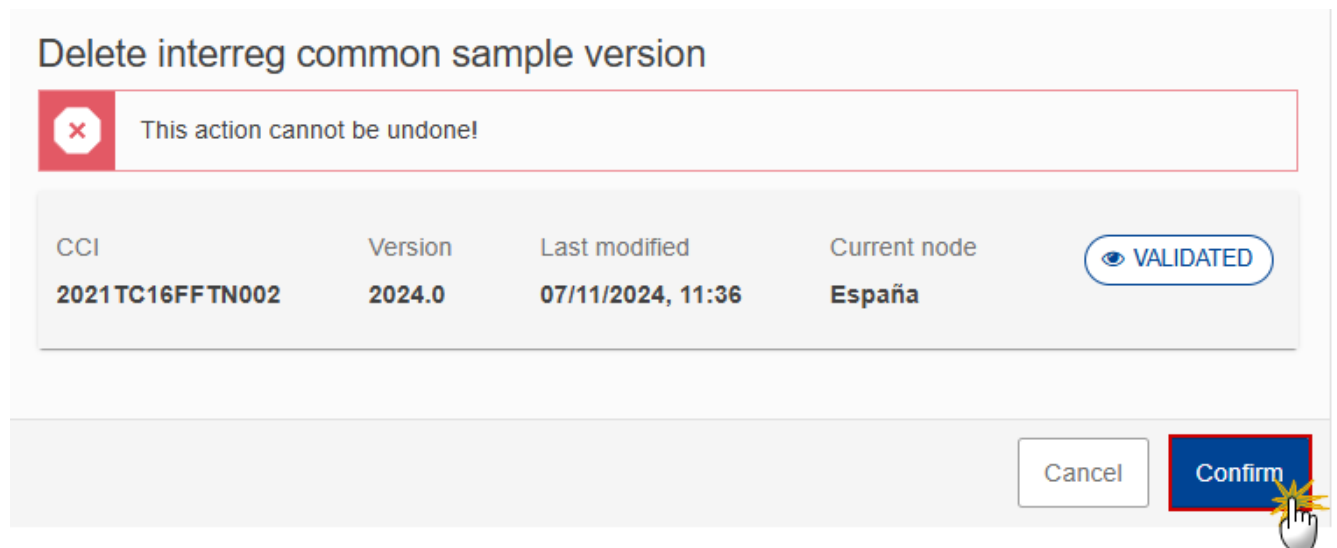 Delete interreg common sample version
This action cannot be undone!
CCI Version Last modified Current node VALIDATED
2021TC16FFTN002 2024.0 07/11/2024, 11:36 España
Cancel Confirm